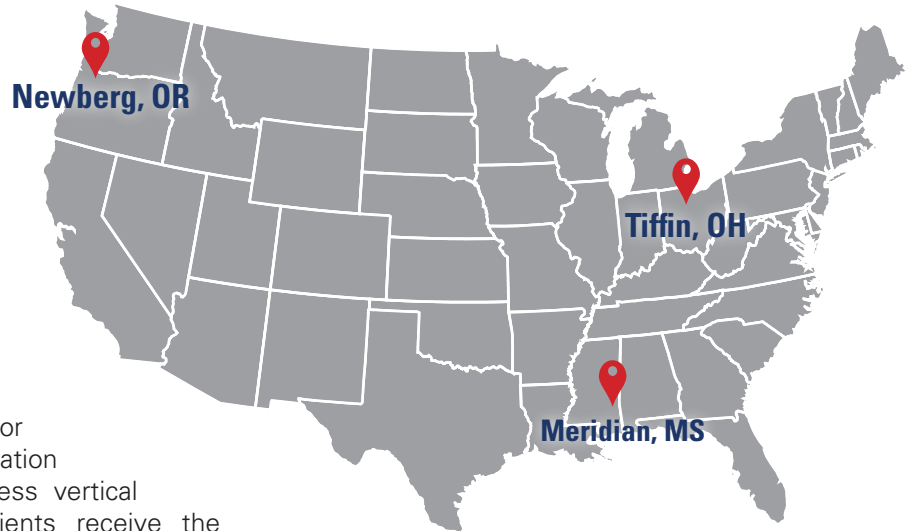 Newberg, OR
Tiffin, OH
Meridian, MS
or
ation
ess vertical
ients receive the